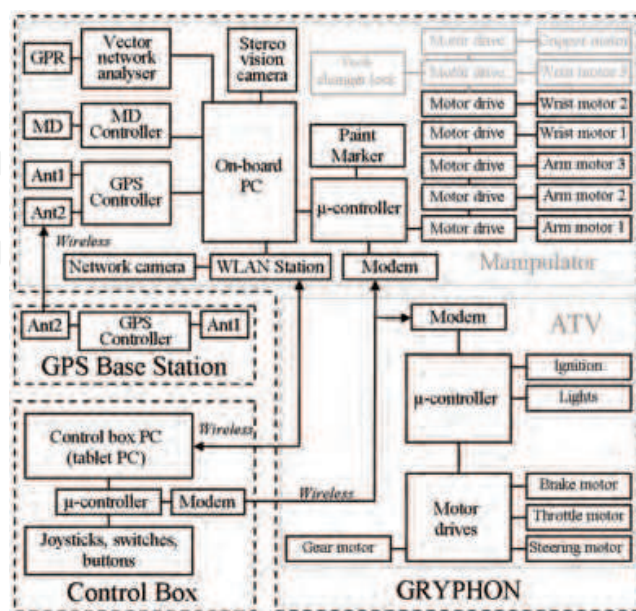 GPR
Vector
network
analyser
Stereo
vision
camera
Motor drive
Motor drive
MD
MD
Controller
Motor drive
Wrist motor 2
Paint
Marker
Motor drive
Wrist motor 1
On-board
PC
Motor drive
Arm motor 3
Ant1
Ant2
GPS
Controller
µ-controller
Motor drive
Arm motor 2
Motor drive
Arm motor 1
Wireless
Network camera
WLAN Station
Modem
Manipulator
Ant2
GPS
Controller
Ant1
GPS Base Station
Modem
ATV
µ-controller
Ignition
Lights
Control box PC
(tablet PC)
Wireless
µ-controller
Modem
Wireless
Motor
drives
Brake motor
Throttle motor
Steering motor
Gear motor
Joysticks, switches,
buttons
Control Box
GRYPHON